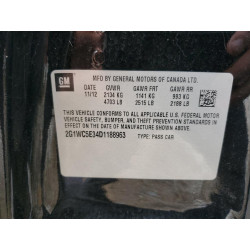 GM
MFD BY GENERAL MOTORS OF CANADA LTD.
DATE GVWR GAWR FRT GAWR RR
11/12 2134 KG 1141 KG 993 KG
4703 LB 2515 LB 2188 LB
THIS VEHICLE CONFORMS TO ALL APPLICABLE U.S. FEDERAL MOTOR
VEHICLE SAFETY, BUMPER, AND THEFT PREVENTION STANDARDS IN
EFFECT ON THE DATE OF MANUFACTURE SHOWN ABOVE.
2G1WC5E34D1188963 TYPE: PASS CAR